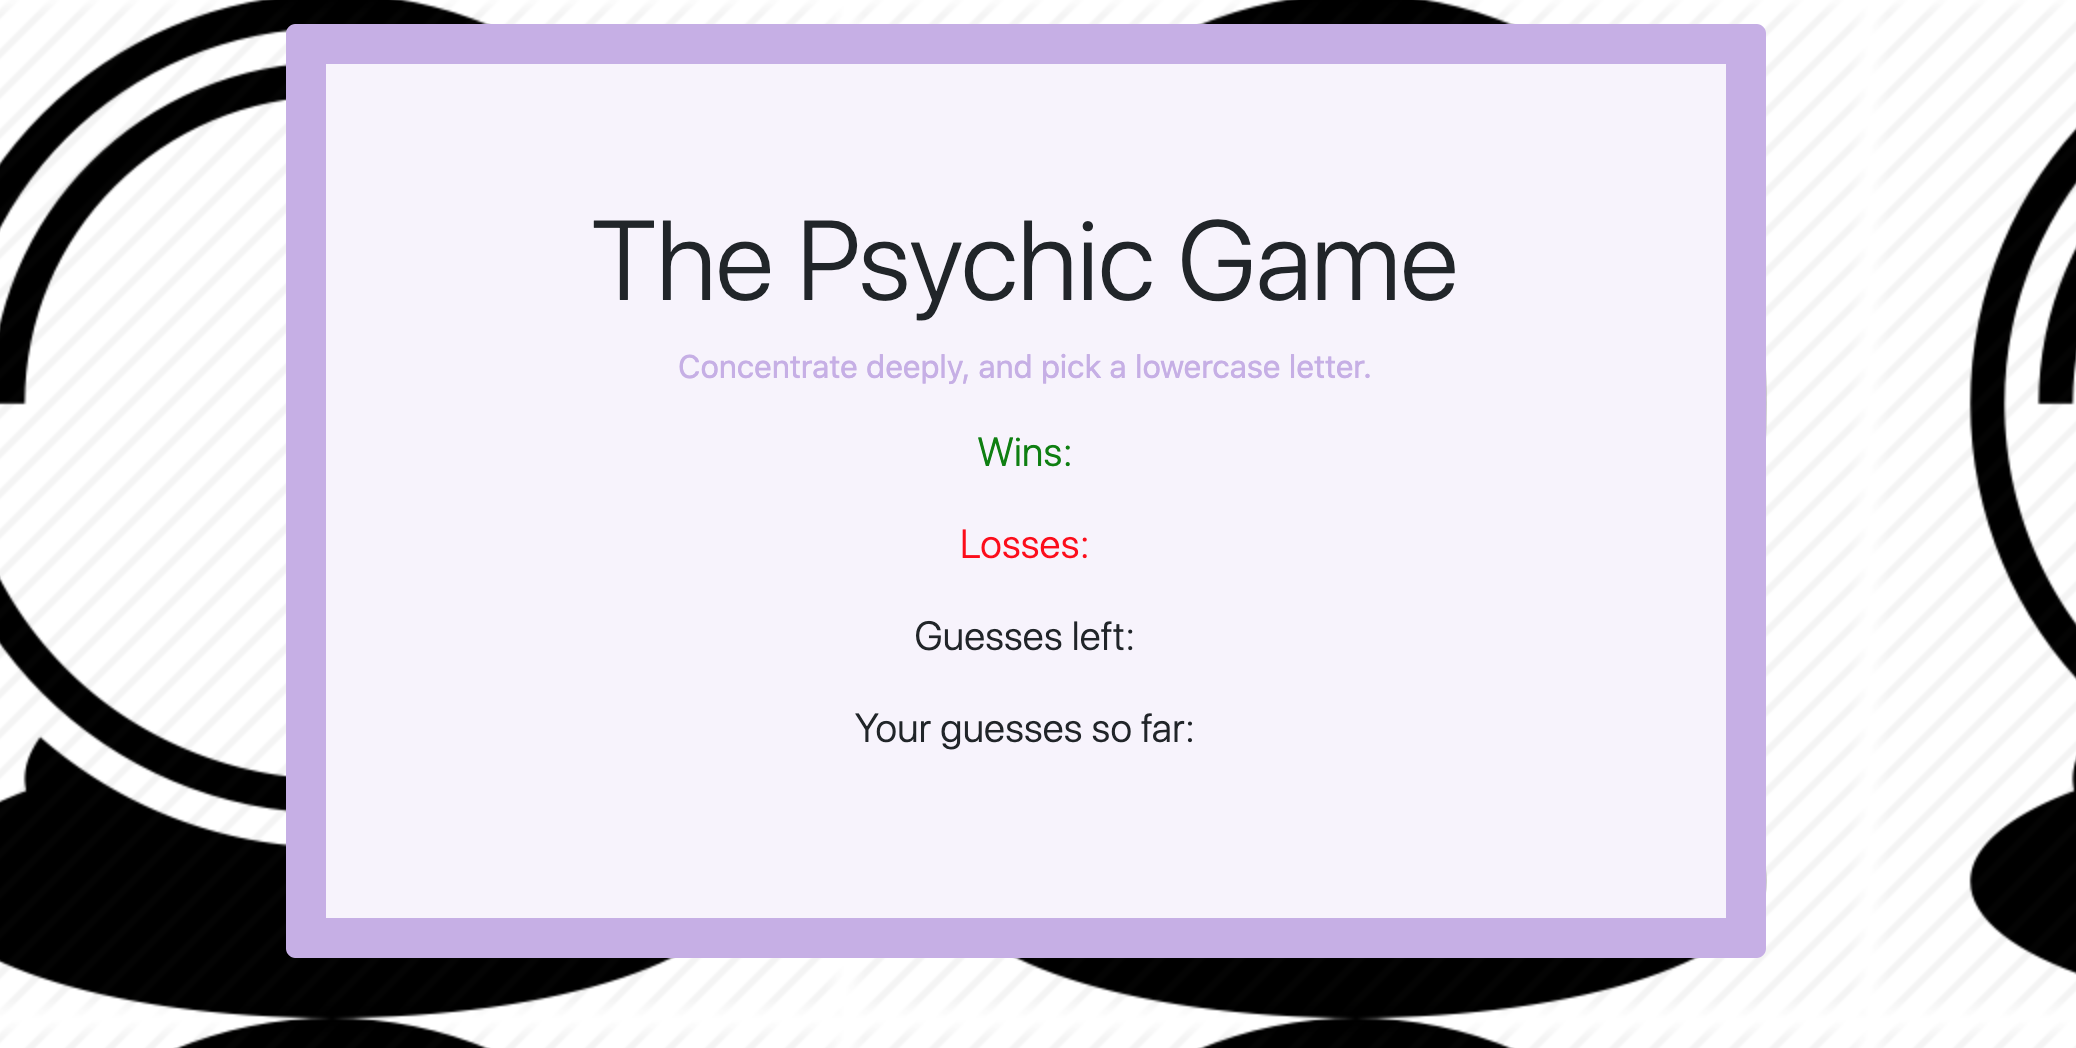 The Psychic Game
Concentrate deeply, and pick a lowercase letter.
Wins:
Losses:
Guesses left:
Your guesses so far: